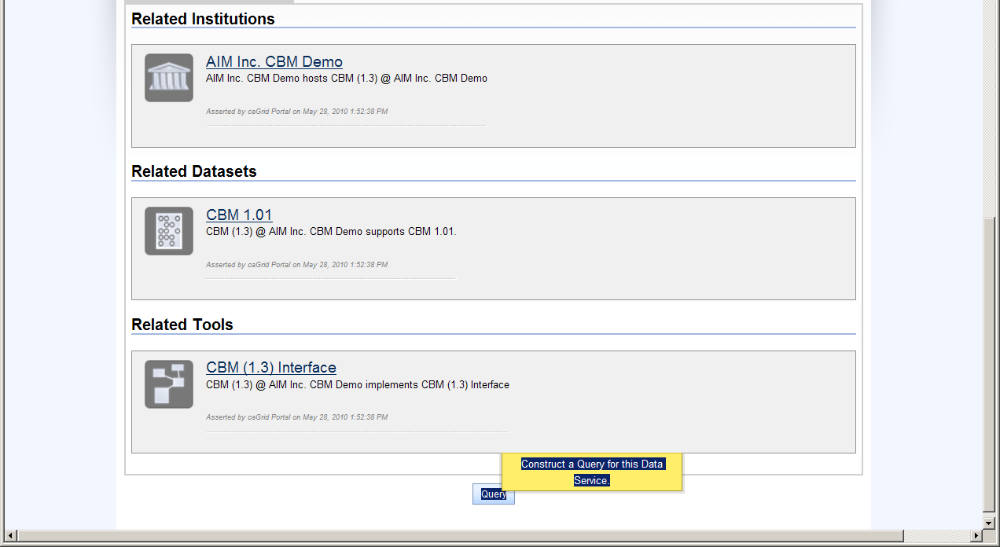 Related Institutions
AIM Inc. CBM Demo
AIM Inc. CBM Demo hosts CBM (1.3) @ AIM Inc. CBM Demo
Asserted by caGrid Portal on May 28, 2010 1:52:38 PM
Related Datasets
CBM 1.01
CBM (1.3) @ AIM Inc. CBM Demo supports CBM 1.01.
Asserted by caGrid Portal on May 28, 2010 1:52:38 PM
Related Tools
CBM (1.3) Interface
CBM (1.3) @ AIM Inc. CBM Demo implements CBM (1.3) Interface
Asserted by caGrid Portal on May 28, 2010 1:52:38 PM
Construct a Query for this Data
Service.
Query